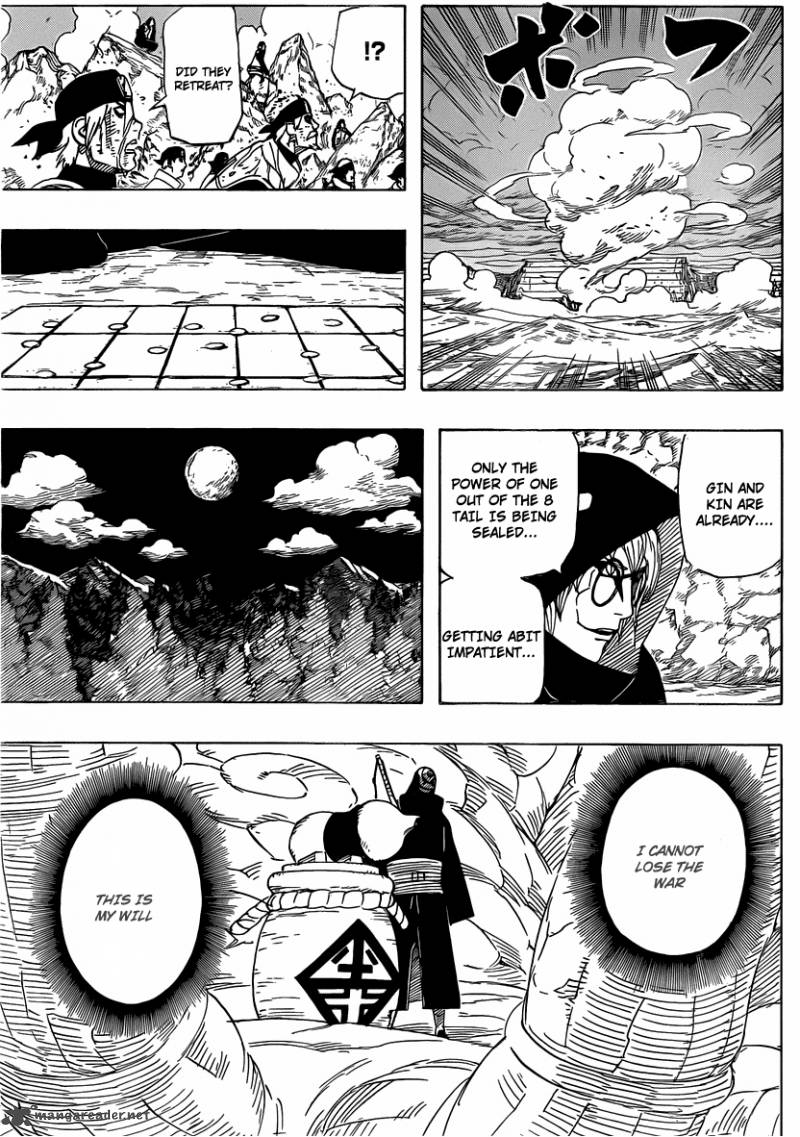 ボフッ
!?
DID THEY
RETREAT?
GIN AND
KIN ARE
ALREADY....
ONLY THE
POWER OF ONE
OUT OF THE 8
TAIL IS BEING
SEALED...
GETTING ABIT
IMPATIENT...
I CANNOT
LOSE THE
WAR
THIS IS
MY WILL
mangareader.net